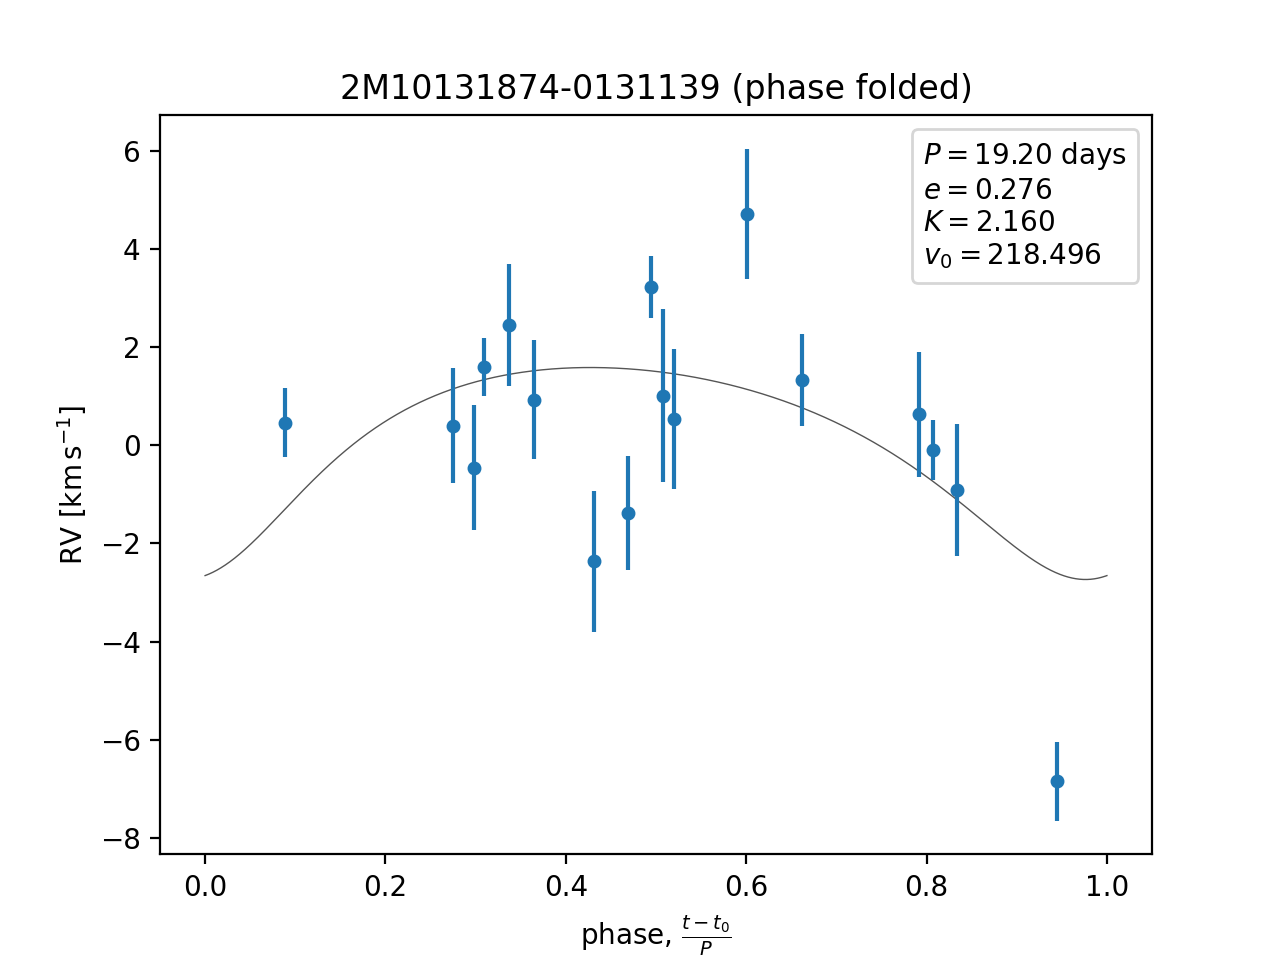 2M10131874-0131139 (phase folded)
P = 19.20 days
e = 0.276
K = 2.160
v₀ = 218.496
6
4
2
0
−2
−4
−6
−8
RV [km s⁻¹]
0.0 0.2 0.4 0.6 0.8 1.0
phase, (t − t₀)/P